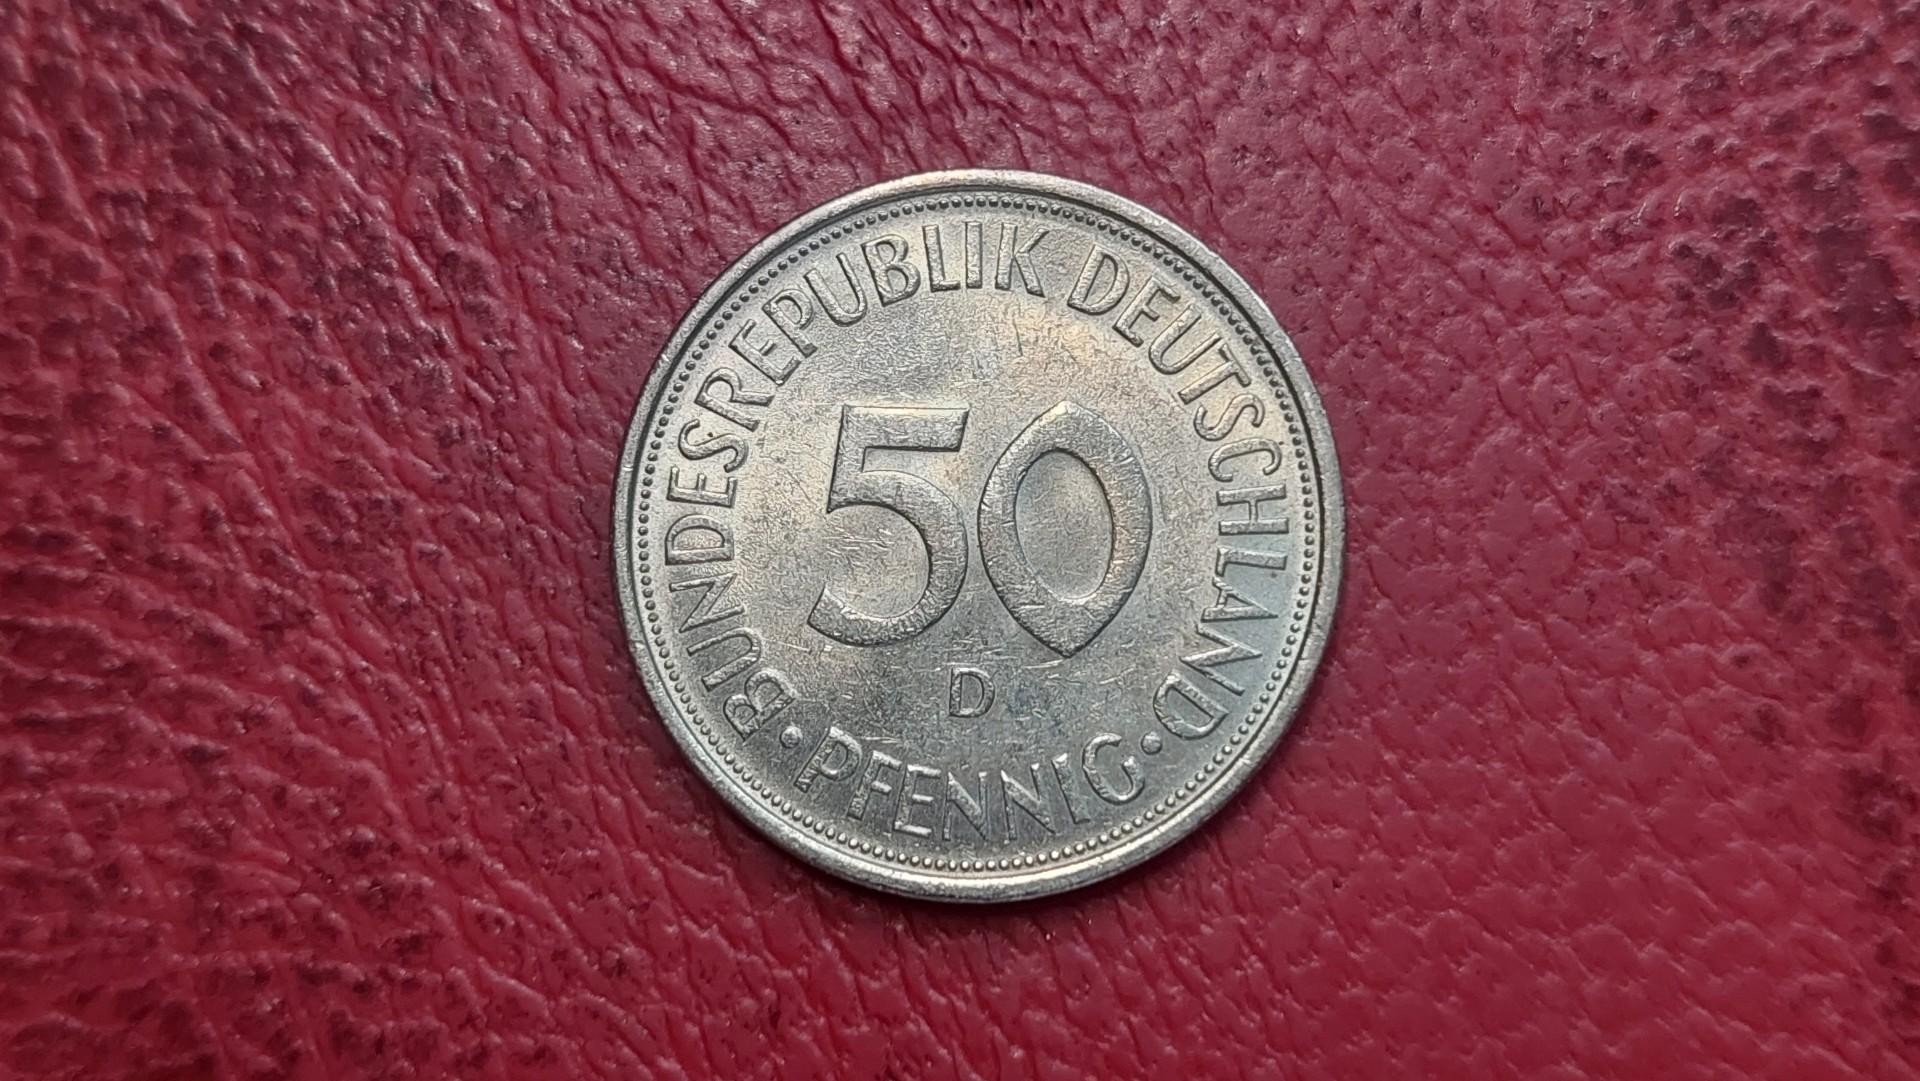 BUNDESREPUBLIK DEUTSCHLAND
50
D
• PFENNIG •